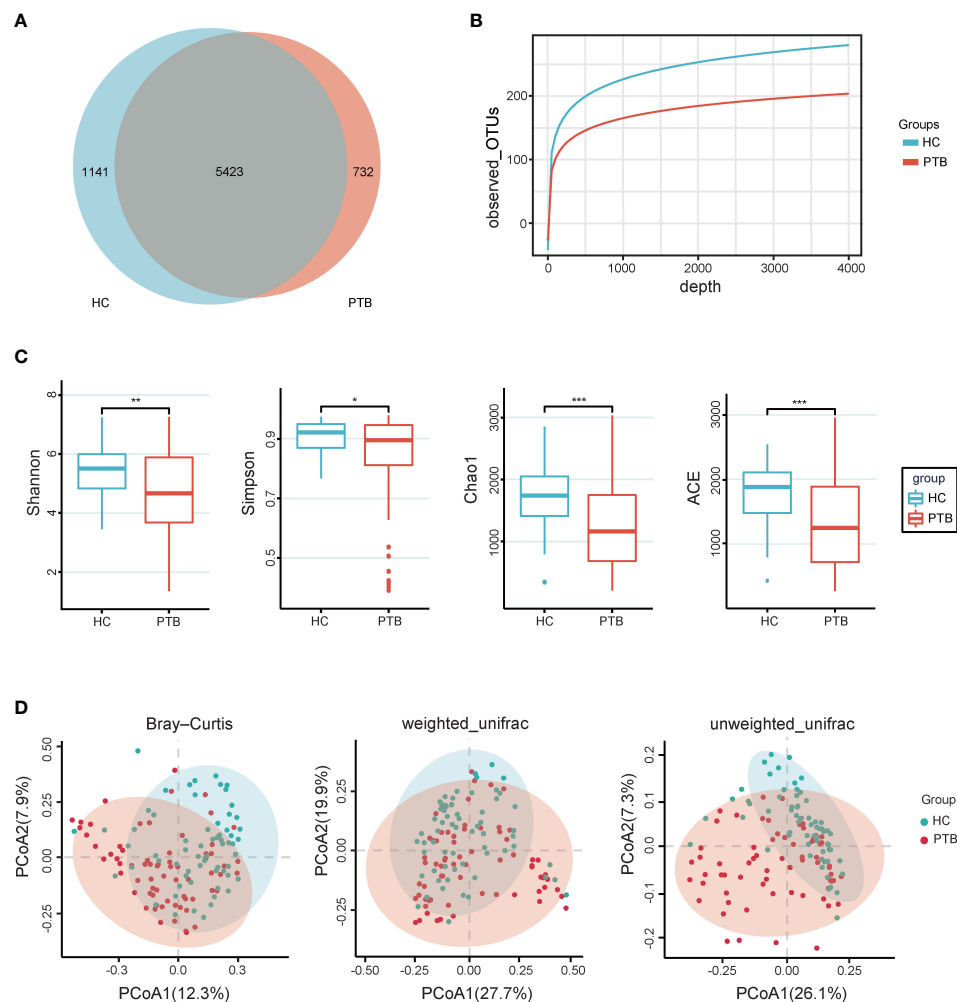 A
1141
5423
732
HC
PTB
B
observed_OTUs
200
100
0
0
1000
2000
3000
4000
depth
Groups
HC
PTB
C
Shannon
8
6
4
2
**
HC
PTB
Simpson
0.9
0.7
0.5
*
HC
PTB
Chao1
3000
2000
1000
***
HC
PTB
ACE
3000
2000
1000
***
HC
PTB
group
HC
PTB
D
Bray–Curtis
PCoA2(7.9%)
0.50
0.25
0.00
-0.25
-0.3
0.0
0.3
PCoA1(12.3%)
weighted_unifrac
PCoA2(19.9%)
0.25
0.00
-0.25
-0.50
-0.25
0.00
0.25
0.50
PCoA1(27.7%)
unweighted_unifrac
PCoA2(7.3%)
0.2
0.1
0.0
-0.1
-0.2
-0.50
-0.25
0.00
0.25
PCoA1(26.1%)
Group
HC
PTB